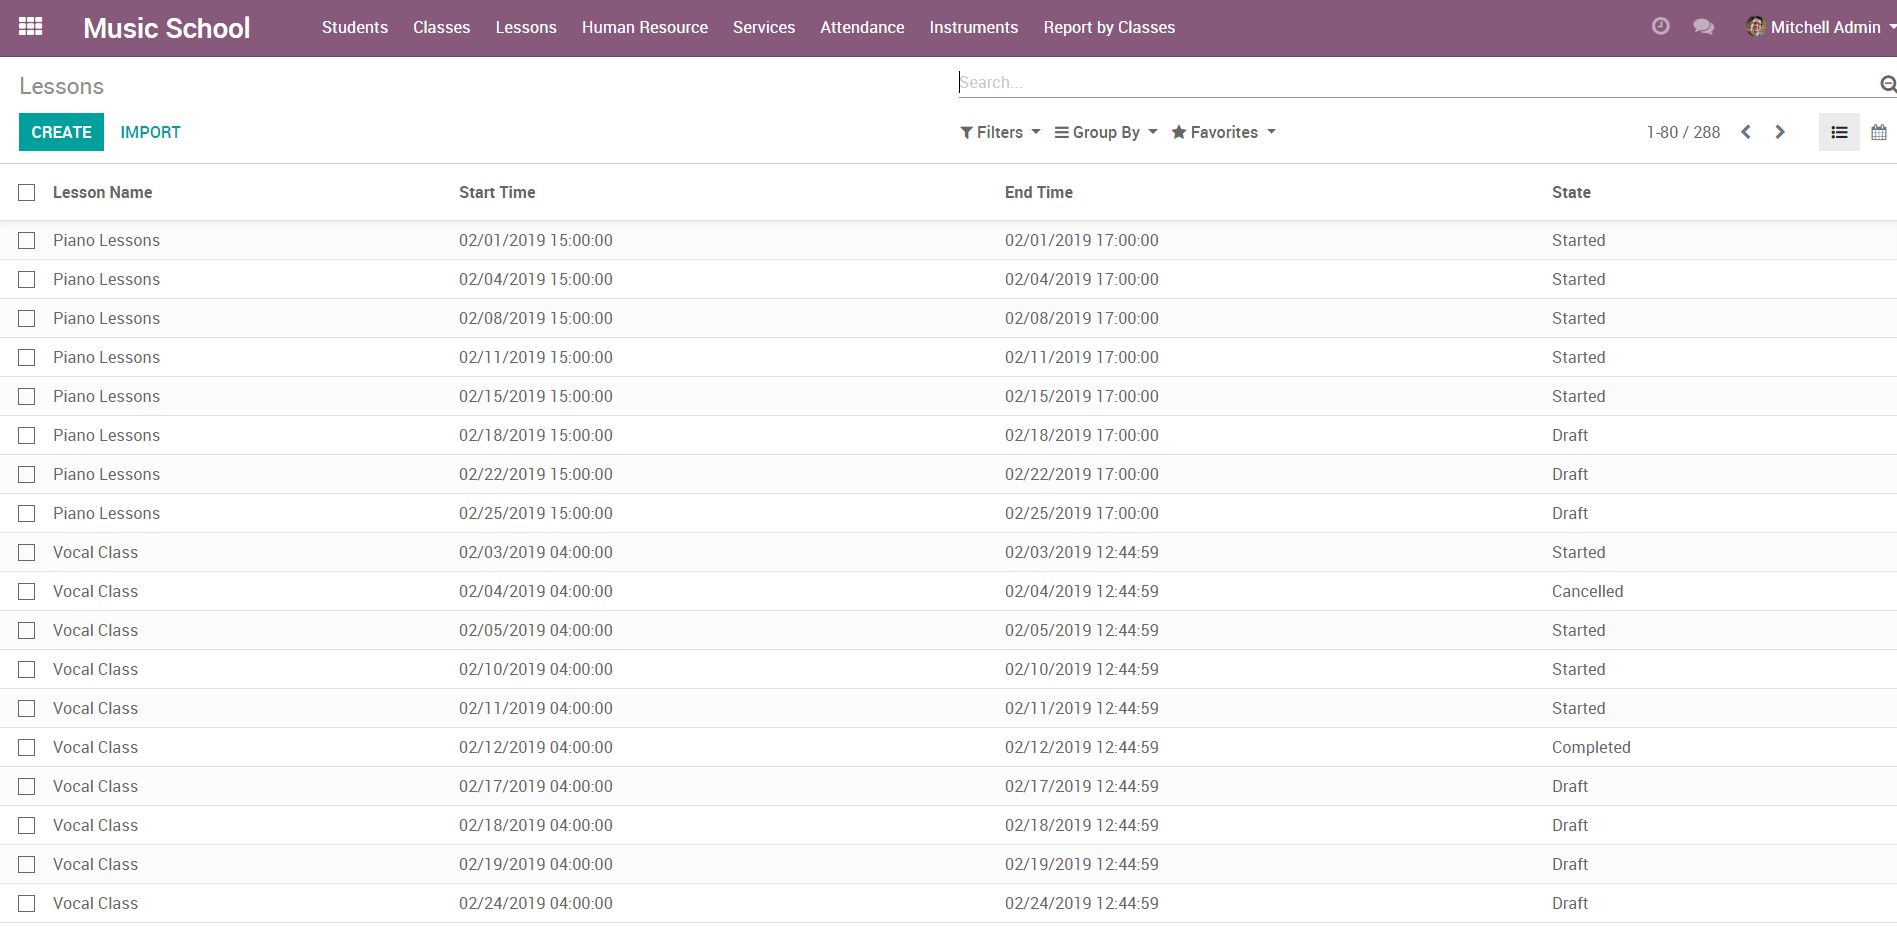 Music School Students Classes Lessons Human Resource Services Attendance Instruments Report by Classes Mitchell Admin
Lessons Search...
CREATE IMPORT Filters Group By Favorites 1-80 / 288
Lesson Name Start Time End Time State
Piano Lessons 02/01/2019 15:00:00 02/01/2019 17:00:00 Started
Piano Lessons 02/04/2019 15:00:00 02/04/2019 17:00:00 Started
Piano Lessons 02/08/2019 15:00:00 02/08/2019 17:00:00 Started
Piano Lessons 02/11/2019 15:00:00 02/11/2019 17:00:00 Started
Piano Lessons 02/15/2019 15:00:00 02/15/2019 17:00:00 Started
Piano Lessons 02/18/2019 15:00:00 02/18/2019 17:00:00 Draft
Piano Lessons 02/22/2019 15:00:00 02/22/2019 17:00:00 Draft
Piano Lessons 02/25/2019 15:00:00 02/25/2019 17:00:00 Draft
Vocal Class 02/03/2019 04:00:00 02/03/2019 12:44:59 Started
Vocal Class 02/04/2019 04:00:00 02/04/2019 12:44:59 Cancelled
Vocal Class 02/05/2019 04:00:00 02/05/2019 12:44:59 Started
Vocal Class 02/10/2019 04:00:00 02/10/2019 12:44:59 Started
Vocal Class 02/11/2019 04:00:00 02/11/2019 12:44:59 Started
Vocal Class 02/12/2019 04:00:00 02/12/2019 12:44:59 Completed
Vocal Class 02/17/2019 04:00:00 02/17/2019 12:44:59 Draft
Vocal Class 02/18/2019 04:00:00 02/18/2019 12:44:59 Draft
Vocal Class 02/19/2019 04:00:00 02/19/2019 12:44:59 Draft
Vocal Class 02/24/2019 04:00:00 02/24/2019 12:44:59 Draft